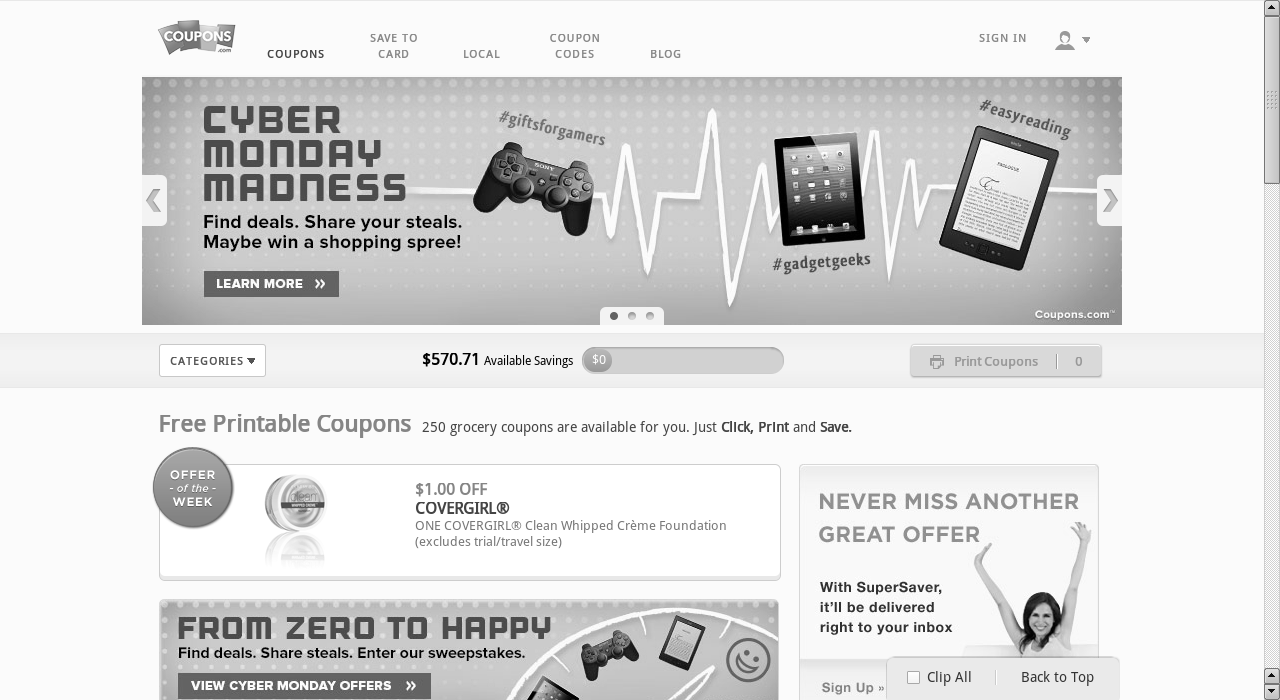 COUPONS
.com
COUPONS
SAVE TO
CARD
LOCAL
COUPON
CODES
BLOG
SIGN IN
CYBER
MONDAY
MADNESS
Find deals. Share your steals.
Maybe win a shopping spree!
LEARN MORE »
#giftsforgamers
SONY
#gadgetgeeks
#easyreading
PROLOGUE
Coupons.com™
CATEGORIES
$570.71 Available Savings
$0
Print Coupons | 0
Free Printable Coupons 250 grocery coupons are available for you. Just Click, Print and Save.
OFFER
- of the -
WEEK
clean
$1.00 OFF
COVERGIRL®
ONE COVERGIRL® Clean Whipped Crème Foundation
(excludes trial/travel size)
NEVER MISS ANOTHER
GREAT OFFER
With SuperSaver,
it'll be delivered
right to your inbox
Sign Up »
FROM ZERO TO HAPPY
Find deals. Share steals. Enter our sweepstakes.
VIEW CYBER MONDAY OFFERS »
Clip All
Back to Top